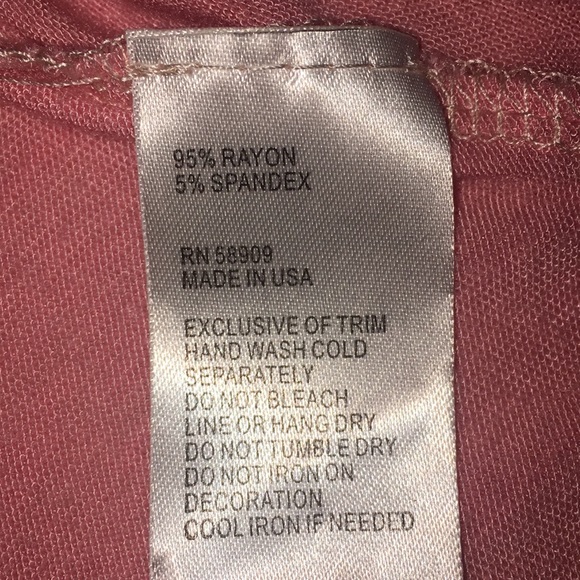 95% RAYON
5% SPANDEX
RN 58909
MADE IN USA
EXCLUSIVE OF TRIM
HAND WASH COLD
SEPARATELY
DO NOT BLEACH
LINE OR HANG DRY
DO NOT TUMBLE DRY
DO NOT IRON ON
DECORATION
COOL IRON IF NEEDED